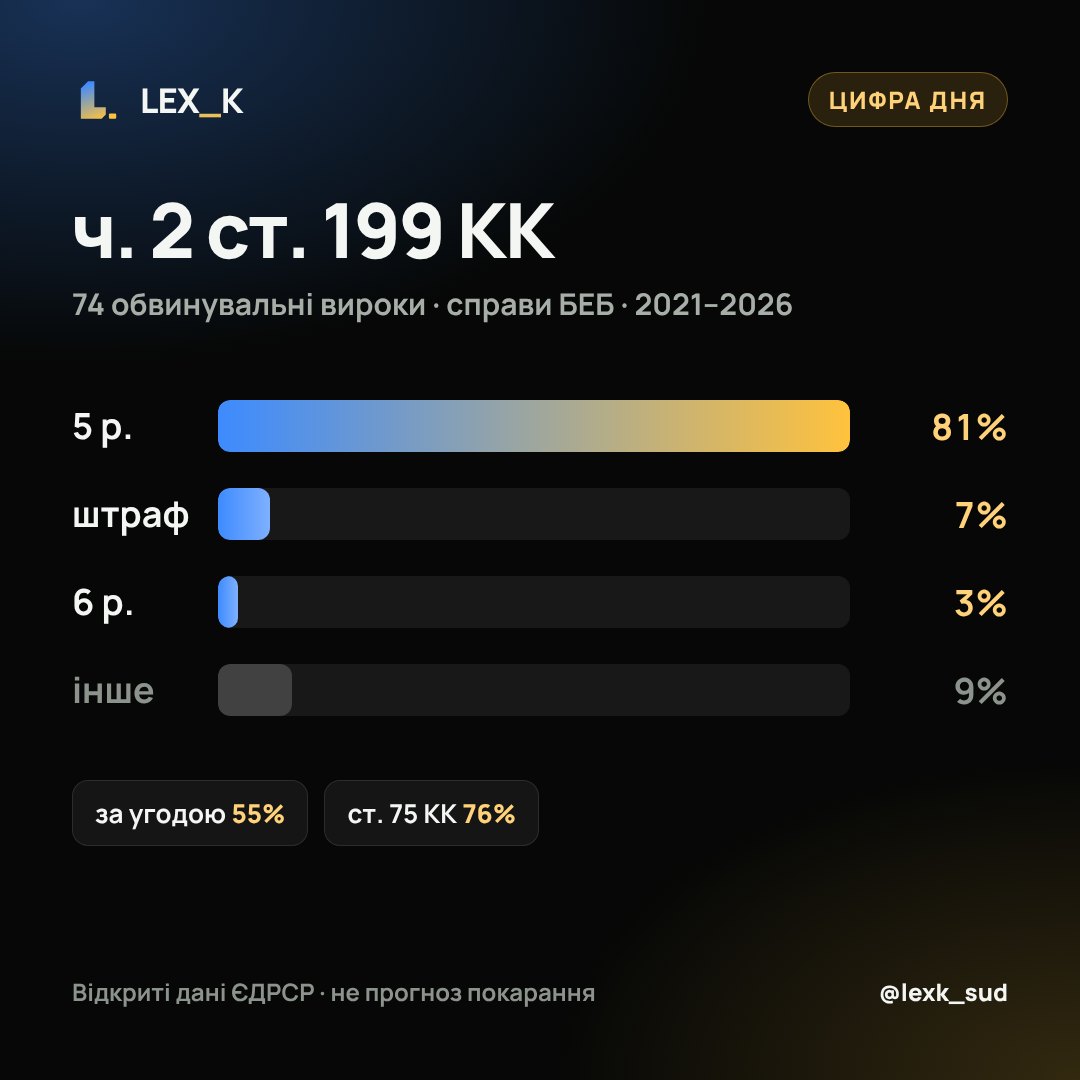 LEX_K
ЦИФРА ДНЯ
ч. 2 ст. 199 КК
74 обвинувальні вироки · справи БЕБ · 2021–2026
5 р. 81%
штраф 7%
6 р. 3%
інше 9%
за угодою 55% ст. 75 КК 76%
Відкриті дані ЄДРСР · не прогноз покарання
@lexk_sud